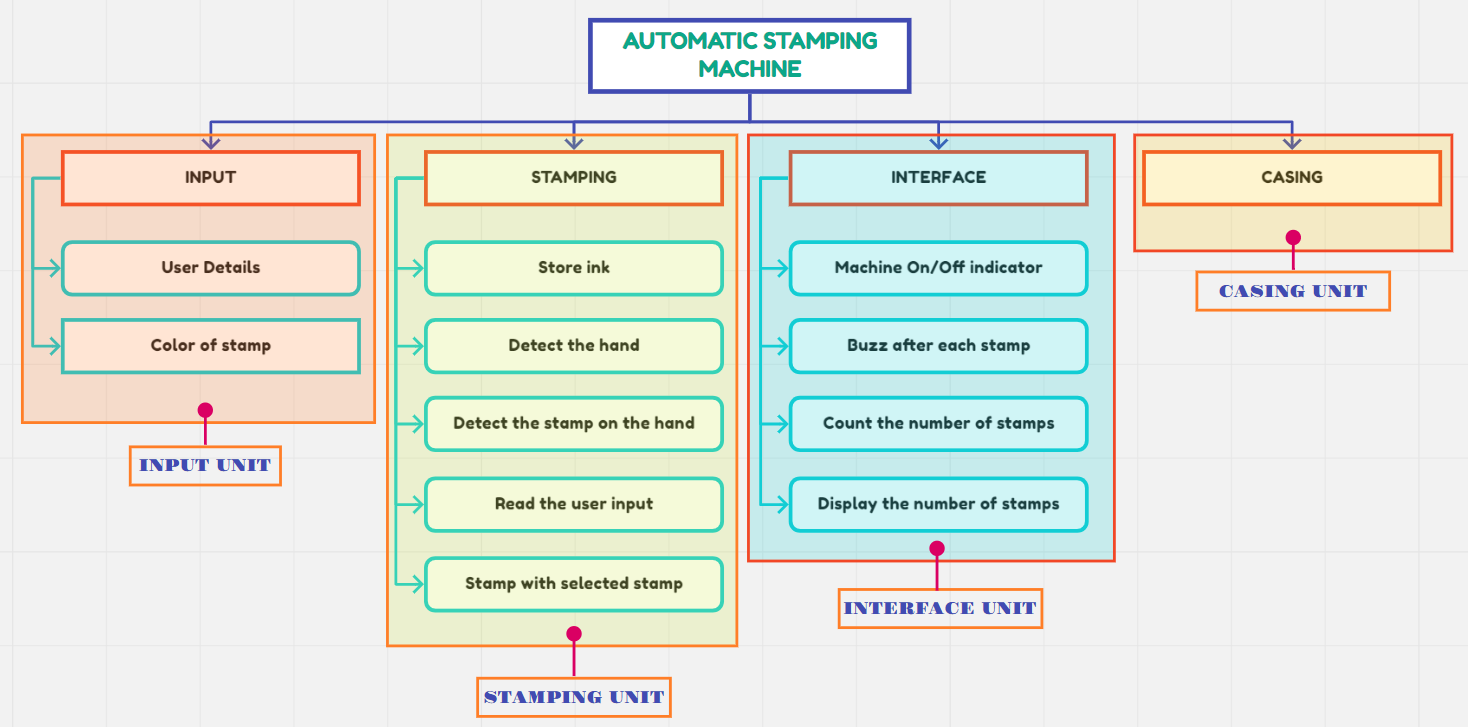 AUTOMATIC STAMPING
MACHINE
INPUT
User Details
Color of stamp
INPUT UNIT
STAMPING
Store ink
Detect the hand
Detect the stamp on the hand
Read the user input
Stamp with selected stamp
STAMPING UNIT
INTERFACE
Machine On/Off indicator
Buzz after each stamp
Count the number of stamps
Display the number of stamps
INTERFACE UNIT
CASING
CASING UNIT